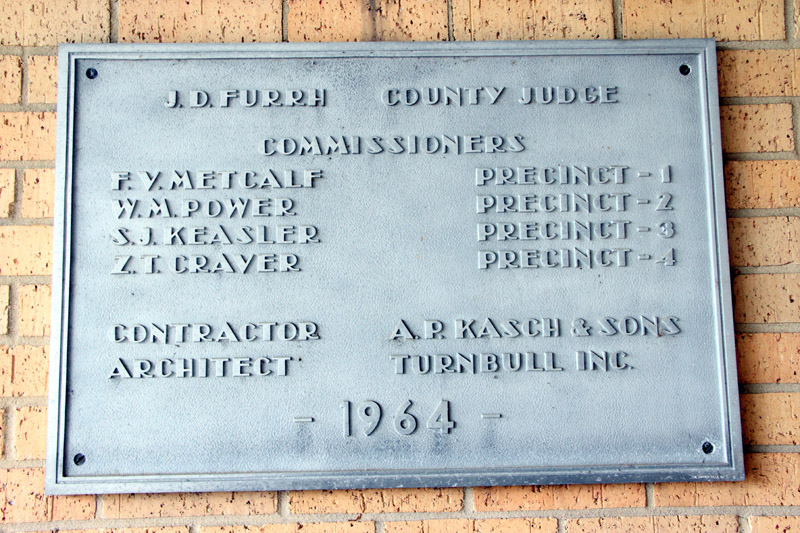 J. D. FURRH COUNTY JUDGE
COMMISSIONERS
F. V. METCALF PRECINCT - 1
W. M. POWER PRECINCT - 2
S. J. KEASLER PRECINCT - 3
Z. T. CRAVER PRECINCT - 4
CONTRACTOR A. P. KASCH & SONS
ARCHITECT TURNBULL INC.
- 1964 -